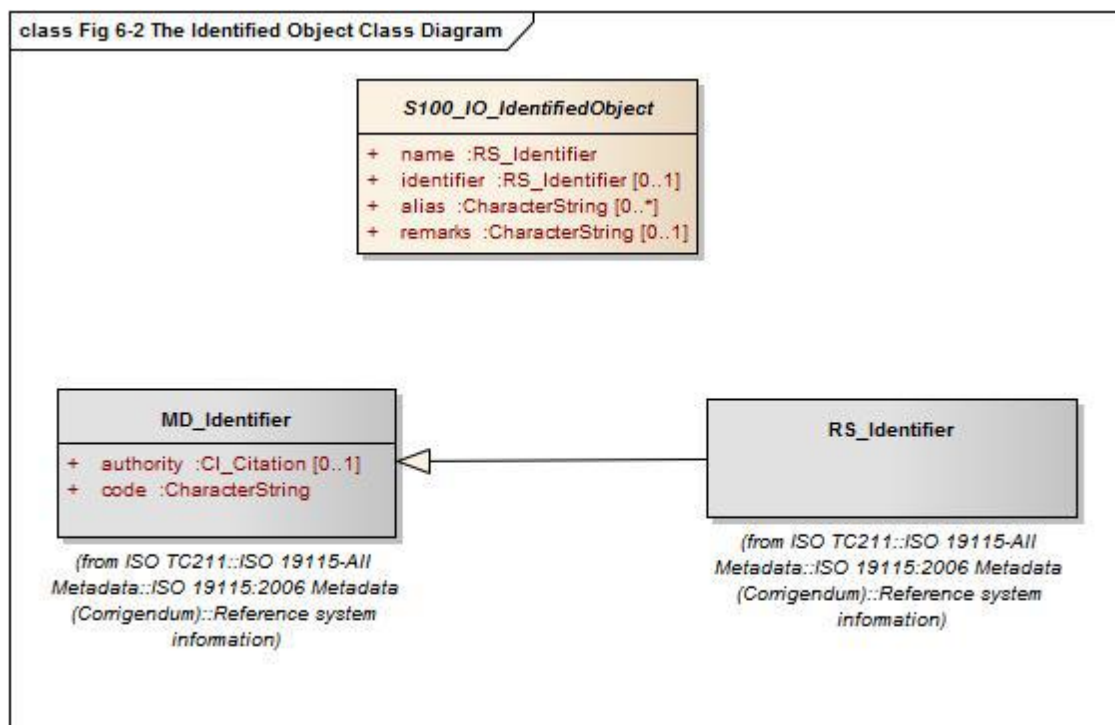 class Fig 6-2 The Identified Object Class Diagram
S100_IO_IdentifiedObject
+ name :RS_Identifier
+ identifier :RS_Identifier [0..1]
+ alias :CharacterString [0..*]
+ remarks :CharacterString [0..1]
MD_Identifier
+ authority :CI_Citation [0..1]
+ code :CharacterString
(from ISO TC211::ISO 19115-All
Metadata::ISO 19115:2006 Metadata
(Corrigendum)::Reference system
information)
RS_Identifier
(from ISO TC211::ISO 19115-All
Metadata::ISO 19115:2006 Metadata
(Corrigendum)::Reference system
information)